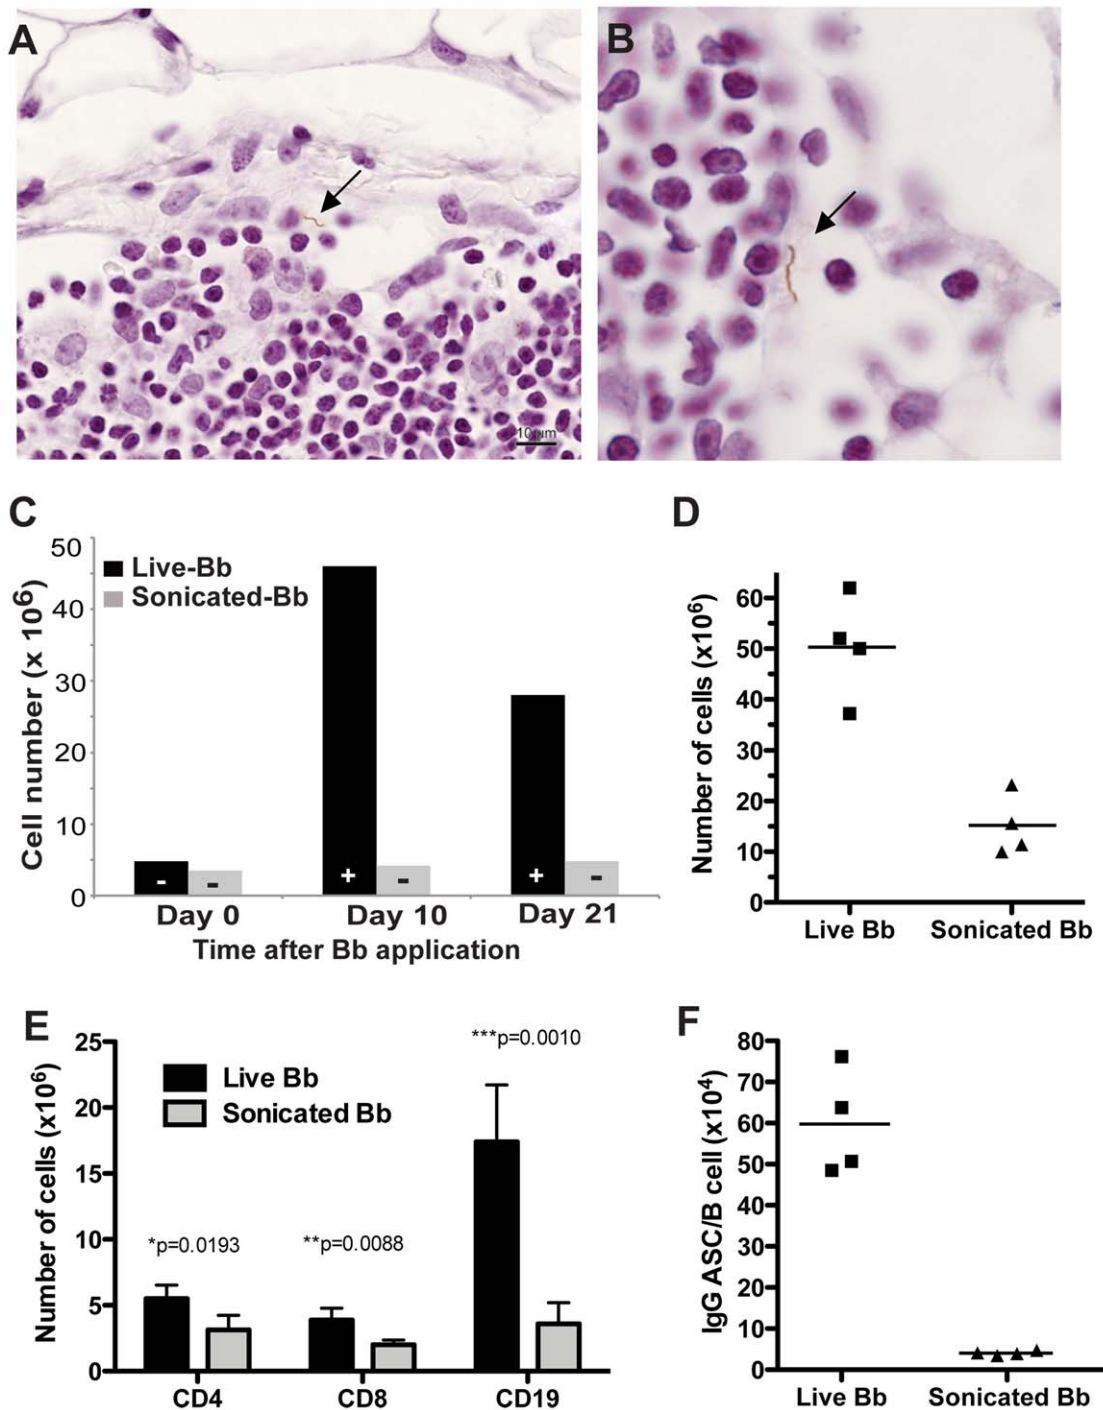 A
B
10µm
C
Cell number (x 10⁶)
50
40
30
20
10
0
Live-Bb
Sonicated-Bb
- - + - + -
Day 0 Day 10 Day 21
Time after Bb application
D
Number of cells (x10⁶)
60
50
40
30
20
10
0
Live Bb Sonicated Bb
E
Number of cells (x10⁶)
25
20
15
10
5
0
Live Bb
Sonicated Bb
*p=0.0193
**p=0.0088
***p=0.0010
CD4 CD8 CD19
F
IgG ASC/B cell (x10⁴)
80
70
60
50
40
30
20
10
0
Live Bb Sonicated Bb